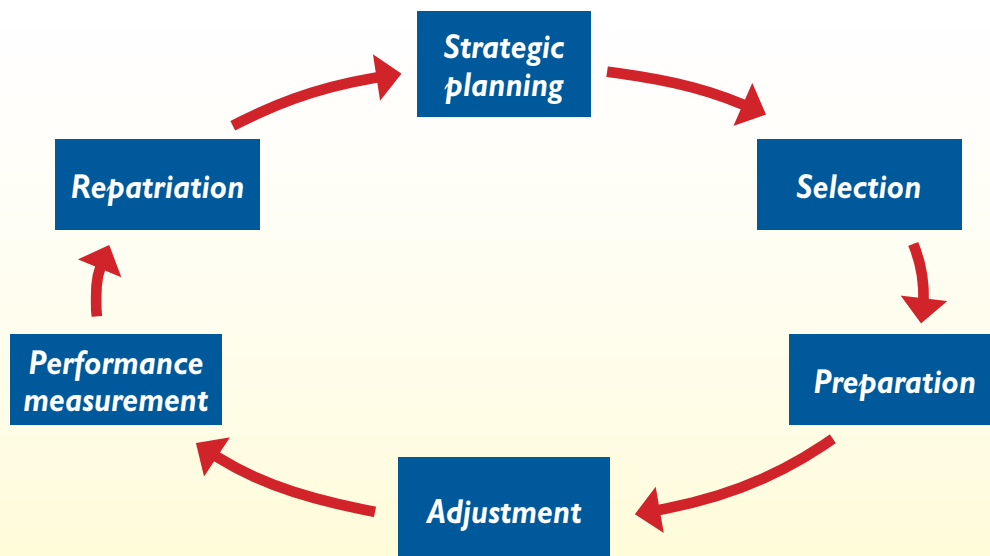 Strategic
planning
Selection
Preparation
Adjustment
Performance
measurement
Repatriation